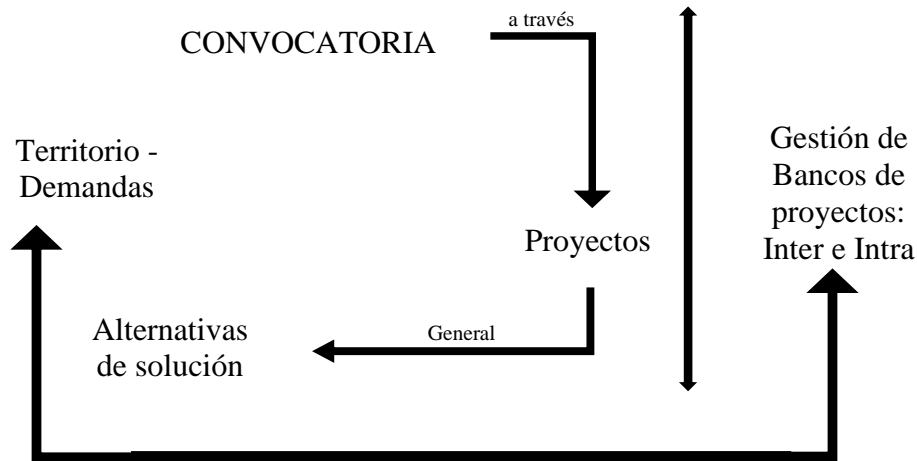 a través
CONVOCATORIA
Territorio -
Demandas
Gestión de
Bancos de
proyectos:
Inter e Intra
Proyectos
Alternativas
de solución
General